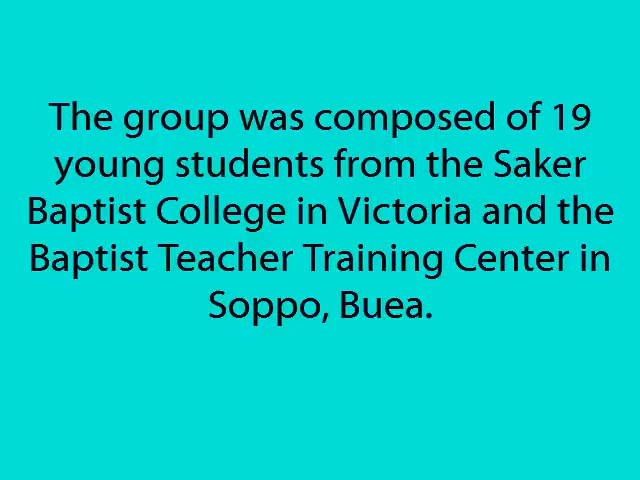 The group was composed of 19
young students from the Saker
Baptist College in Victoria and the
Baptist Teacher Training Center in
Soppo, Buea.